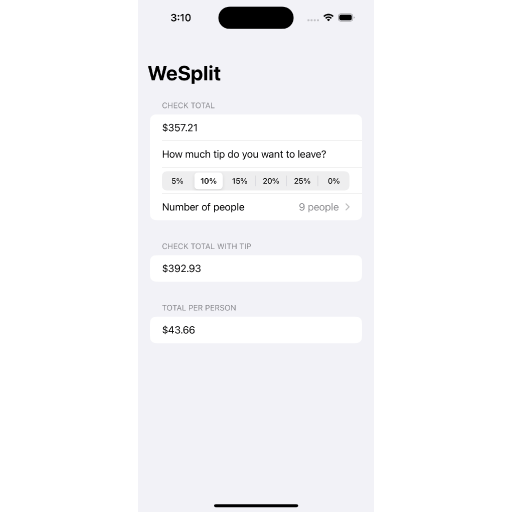 3:10
WeSplit
CHECK TOTAL
$357.21
How much tip do you want to leave?
5% 10% 15% 20% 25% 0%
Number of people 9 people
CHECK TOTAL WITH TIP
$392.93
TOTAL PER PERSON
$43.66